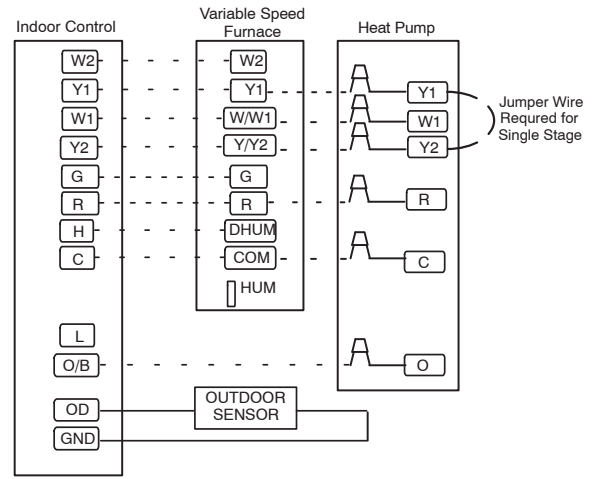 Indoor Control
Variable Speed
Furnace
Heat Pump
W2
Y1
W1
Y2
G
R
H
C
L
O/B
OD
GND
W2
Y1
W/W1
Y/Y2
G
R
DHUM
COM
HUM
OUTDOOR
SENSOR
Y1
W1
Y2
R
C
O
Jumper Wire
Requred for
Single Stage